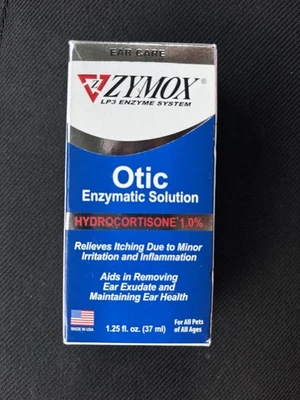 EAR CARE
Z ZYMOX®
LP3 ENZYME SYSTEM
Otic
Enzymatic Solution
HYDROCORTISONE 1.0%
Relieves Itching Due to Minor
Irritation and Inflammation
Aids in Removing
Ear Exudate and
Maintaining Ear Health
MADE IN USA
1.25 fl. oz. (37 ml)
For All Pets
of All Ages